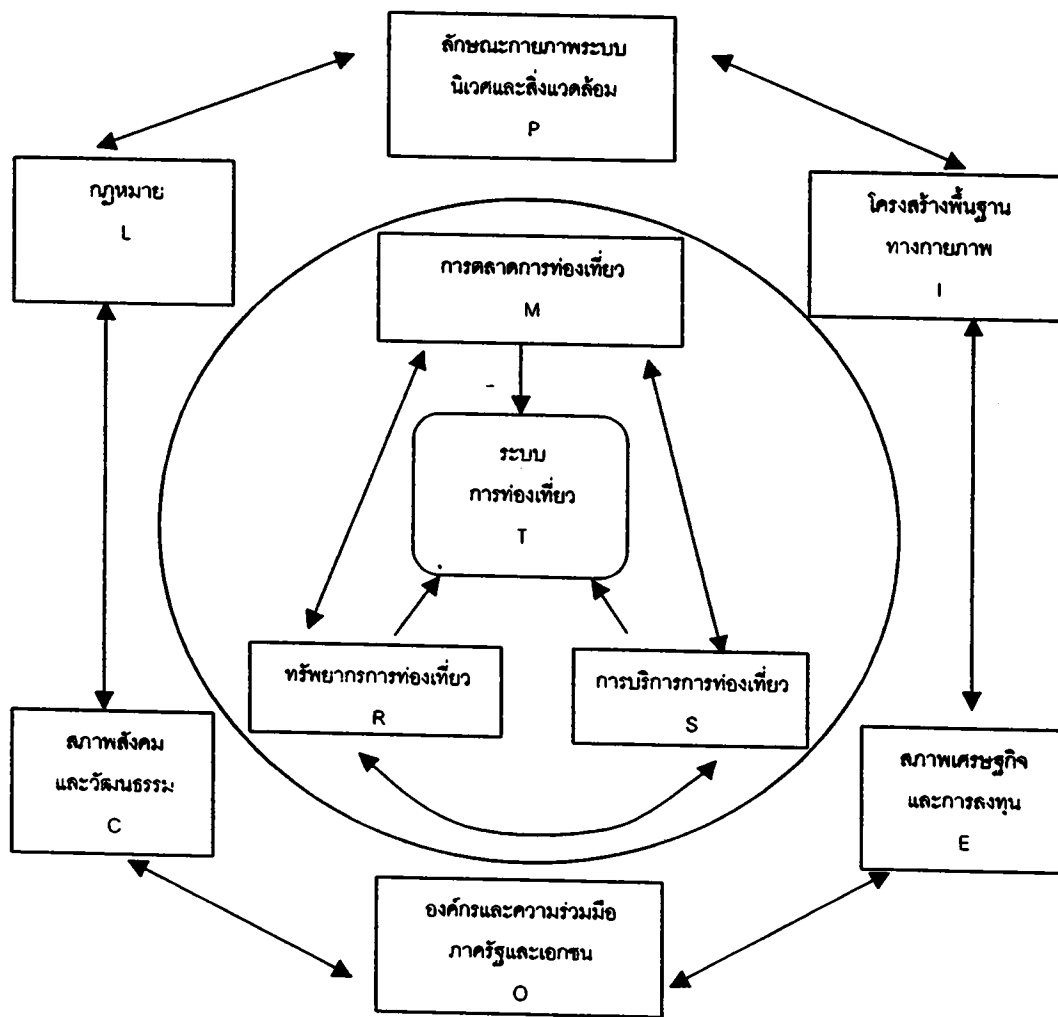 ลักษณะกายภาพระบบ
นิเวศและสิ่งแวดล้อม
P
กฎหมาย
L
โครงสร้างพื้นฐาน
ทางกายภาพ
I
การตลาดการท่องเที่ยว
M
ระบบ
การท่องเที่ยว
T
ทรัพยากรการท่องเที่ยว
R
การบริการการท่องเที่ยว
S
สภาพสังคม
และวัฒนธรรม
C
สภาพเศรษฐกิจ
และการลงทุน
E
องค์กรและความร่วมมือ
ภาครัฐและเอกชน
O